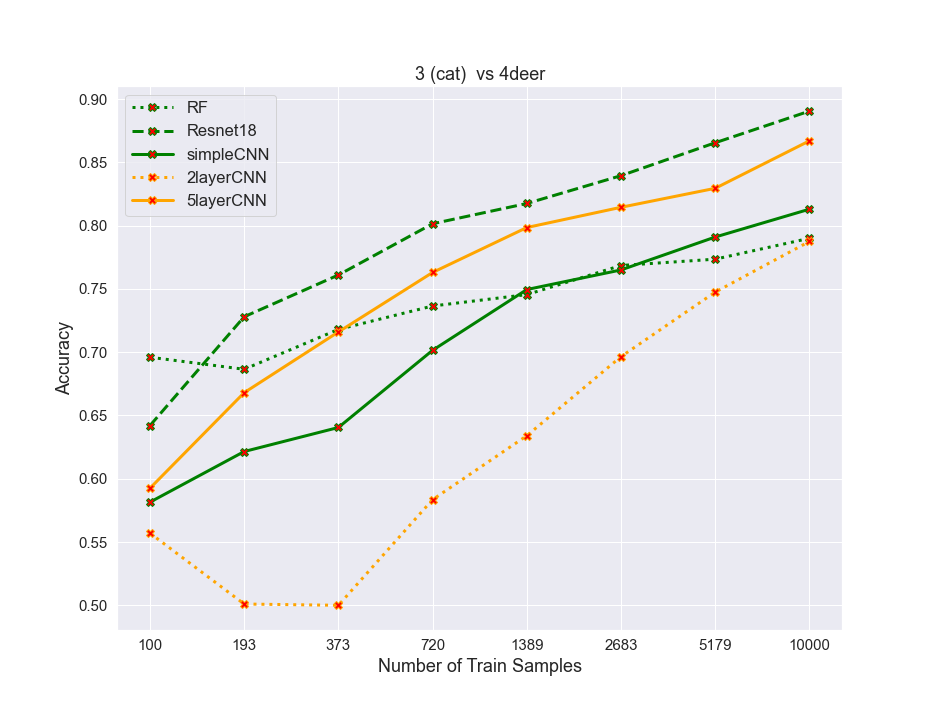 3 (cat)  vs 4deer
RF
Resnet18
simpleCNN
2layerCNN
5layerCNN
Accuracy
0.90
0.85
0.80
0.75
0.70
0.65
0.60
0.55
0.50
100 193 373 720 1389 2683 5179 10000
Number of Train Samples